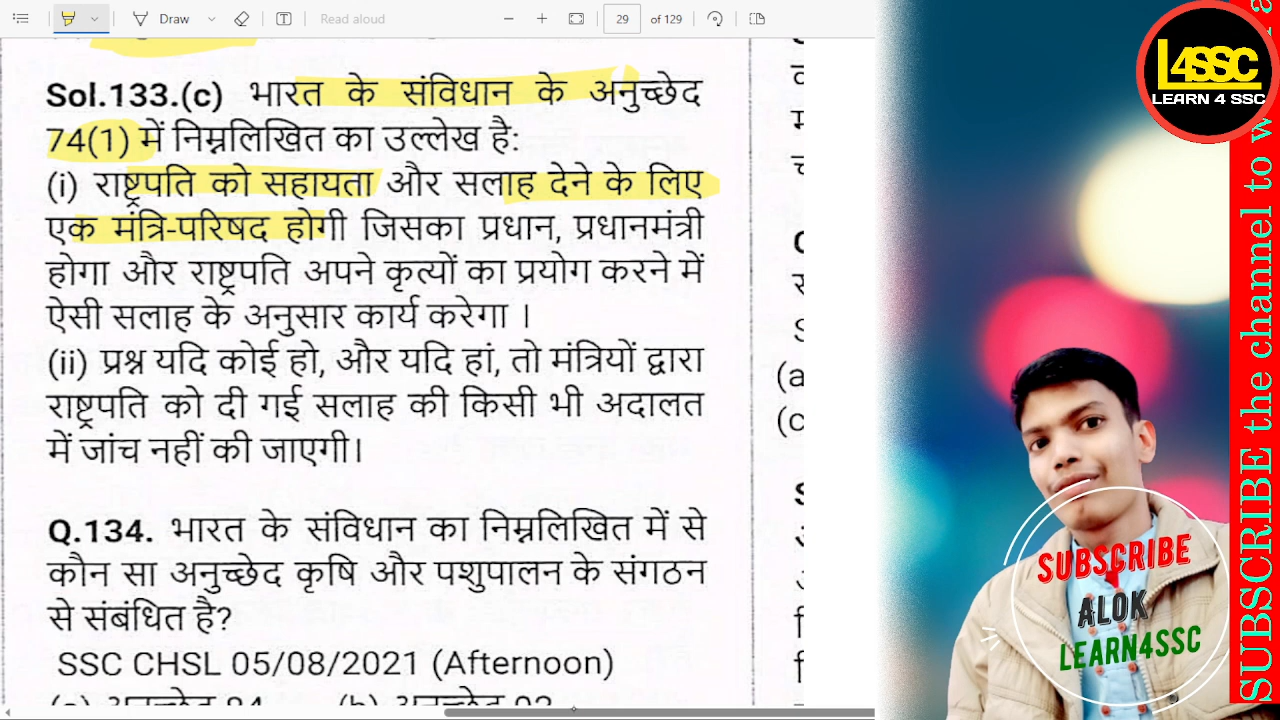 Draw
Read aloud
29
of 129
Sol.133.(c) भारत के संविधान के अनुच्छेद
74(1) में निम्नलिखित का उल्लेख है:
(i) राष्ट्रपति को सहायता और सलाह देने के लिए
एक मंत्रि-परिषद होगी जिसका प्रधान, प्रधानमंत्री
होगा और राष्ट्रपति अपने कृत्यों का प्रयोग करने में
ऐसी सलाह के अनुसार कार्य करेगा ।
(ii) प्रश्न यदि कोई हो, और यदि हां, तो मंत्रियों द्वारा
राष्ट्रपति को दी गई सलाह की किसी भी अदालत
में जांच नहीं की जाएगी।
Q.134. भारत के संविधान का निम्नलिखित में से
कौन सा अनुच्छेद कृषि और पशुपालन के संगठन
से संबंधित है?
SSC CHSL 05/08/2021 (Afternoon)
(a
(c
L4SSC
LEARN 4 SSC
SUBSCRIBE the channel to
SUBSCRIBE
ALOK
LEARN4SSC